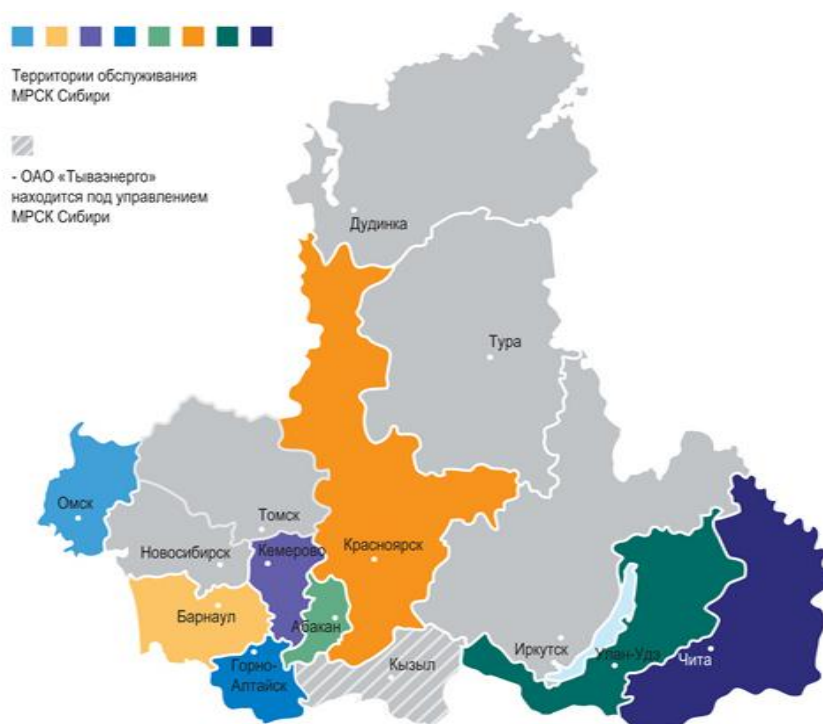 Территории обслуживания
МРСК Сибири
- ОАО «Тываэнерго»
находится под управлением
МРСК Сибири
Дудинка
Тура
Омск
Томск
Новосибирск
Кемерово
Красноярск
Барнаул
Абакан
Горно-
Алтайск
Кызыл
Иркутск
Улан-Удэ
Чита